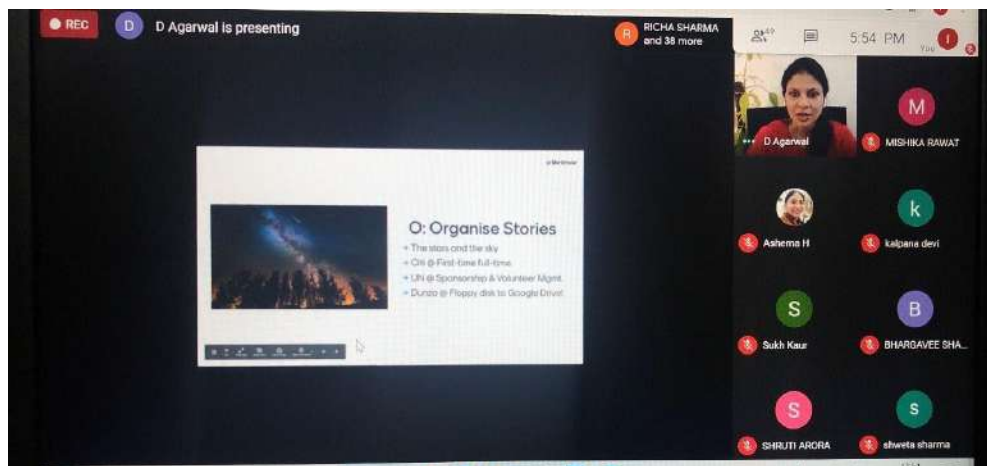 REC
D
D Agarwal is presenting
R
RICHA SHARMA
and 38 more
5:54 PM
You
D Agarwal
M
MISHIKA RAWAT
O: Organise Stories
The stars and the sky
Citi @ First-time full-time
UN @ Sponsorship & Volunteer Mgmt
Dunzo @ Floppy disk to Google Drive!
Ashema H
k
kalpana devi
S
Sukh Kaur
B
BHARGAVEE SHA...
S
SHRUTI ARORA
s
shweta sharma